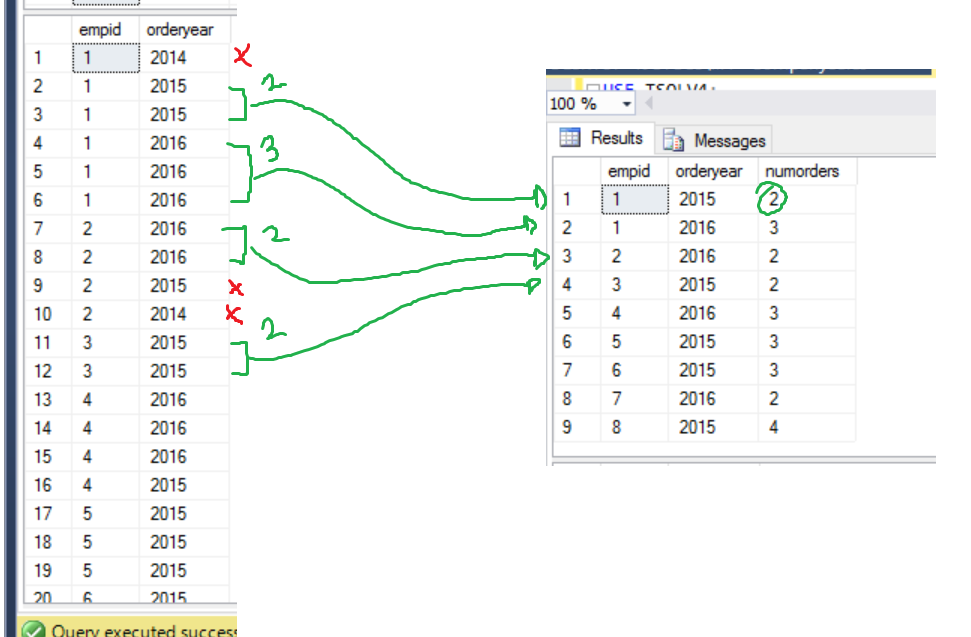 empid orderyear
1 1 2014 x
2 1 2015 2
3 1 2015
4 1 2016 3
5 1 2016
6 1 2016
7 2 2016 2
8 2 2016
9 2 2015 x
10 2 2014 x
11 3 2015 2
12 3 2015
13 4 2016
14 4 2016
15 4 2016
16 4 2015
17 5 2015
18 5 2015
19 5 2015
20 6 2015
Query executed success
USE TSQLV4;
100 %
Results Messages
empid orderyear numorders
1 1 2015 2
2 1 2016 3
3 2 2016 2
4 3 2015 2
5 4 2016 3
6 5 2015 3
7 6 2015 3
8 7 2016 2
9 8 2015 4